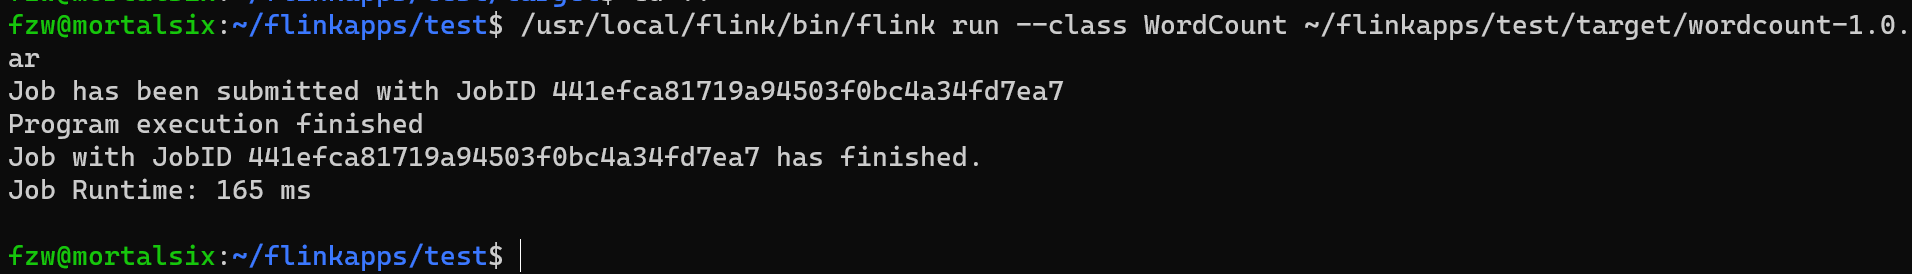 fzw@mortalsix:~/flinkapps/test$ /usr/local/flink/bin/flink run --class WordCount ~/flinkapps/test/target/wordcount-1.0.
ar
Job has been submitted with JobID 441efca81719a94503f0bc4a34fd7ea7
Program execution finished
Job with JobID 441efca81719a94503f0bc4a34fd7ea7 has finished.
Job Runtime: 165 ms
fzw@mortalsix:~/flinkapps/test$